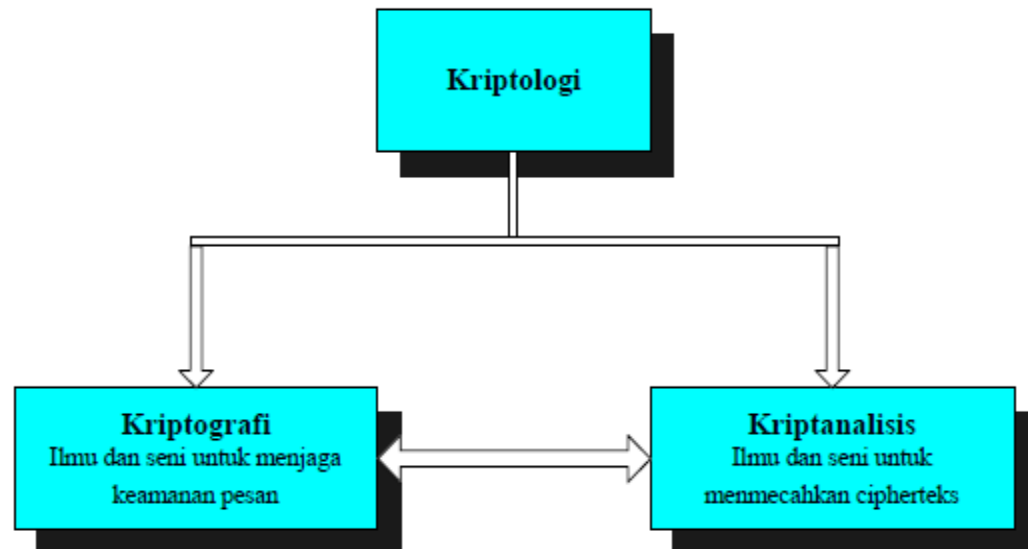 Kriptologi
Kriptografi
Ilmu dan seni untuk menjaga
keamanan pesan
Kriptanalisis
Ilmu dan seni untuk
menmecahkan cipherteks